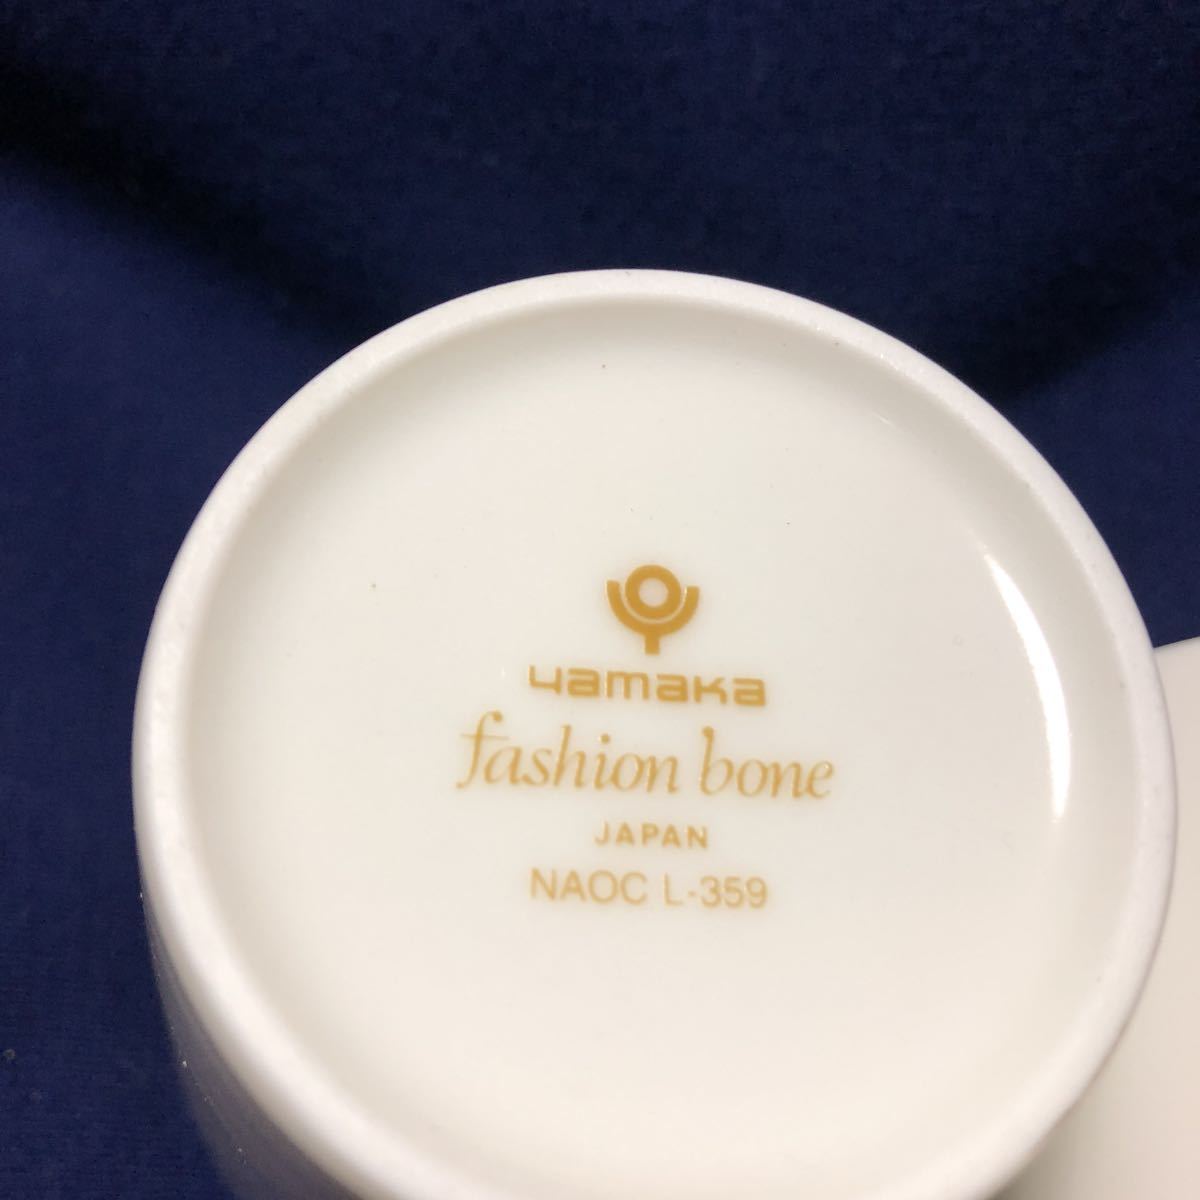 yamaka
fashion bone
JAPAN
NAOC L-359